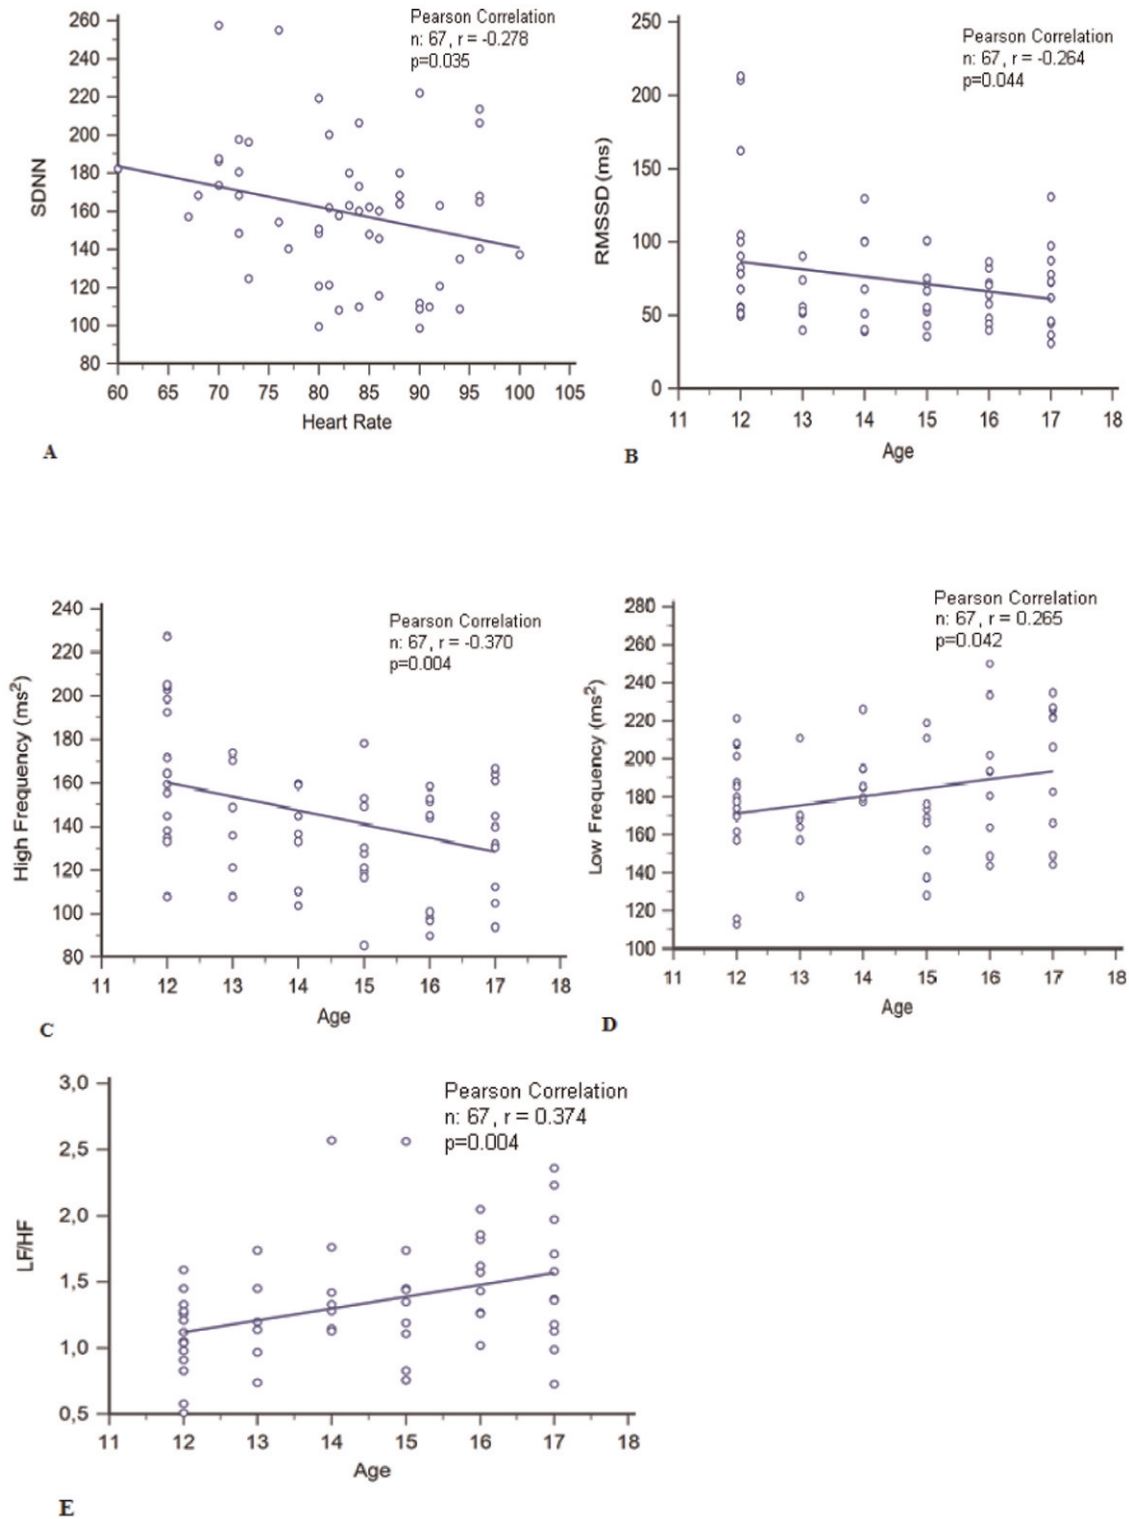 Pearson Correlation
n: 67, r = -0.278
p=0.035
SDNN
260
240
220
200
180
160
140
120
100
80
60 65 70 75 80 85 90 95 100 105
Heart Rate
A
Pearson Correlation
n: 67, r = -0.264
p=0.044
RMSSD (ms)
250
200
150
100
50
0
11 12 13 14 15 16 17 18
Age
B
Pearson Correlation
n: 67, r = -0.370
p=0.004
High Frequency (ms²)
240
220
200
180
160
140
120
100
80
11 12 13 14 15 16 17 18
Age
C
Pearson Correlation
n: 67, r = 0.265
p=0.042
Low Frequency (ms²)
280
260
240
220
200
180
160
140
120
100
11 12 13 14 15 16 17 18
Age
D
Pearson Correlation
n: 67, r = 0.374
p=0.004
LF/HF
3,0
2,5
2,0
1,5
1,0
0,5
11 12 13 14 15 16 17 18
Age
E